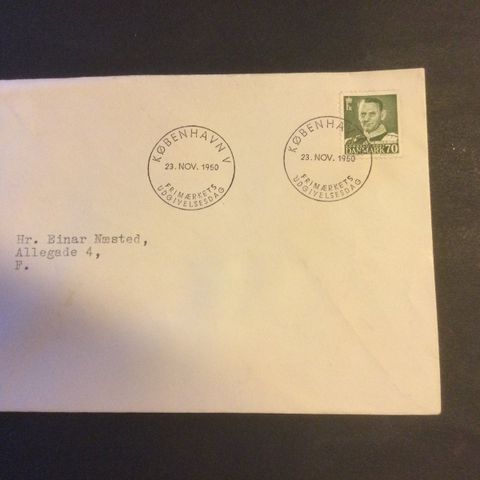 KØBENHAVN V
23. NOV. 1950
FRIMÆRKETS
UDGIVELSESDAG
KØBENHAVN
23. NOV. 1950
FRIMÆRKETS
UDGIVELSESDAG
DANMARK 70
Hr. Einar Næsted,
Allegade 4,
F.